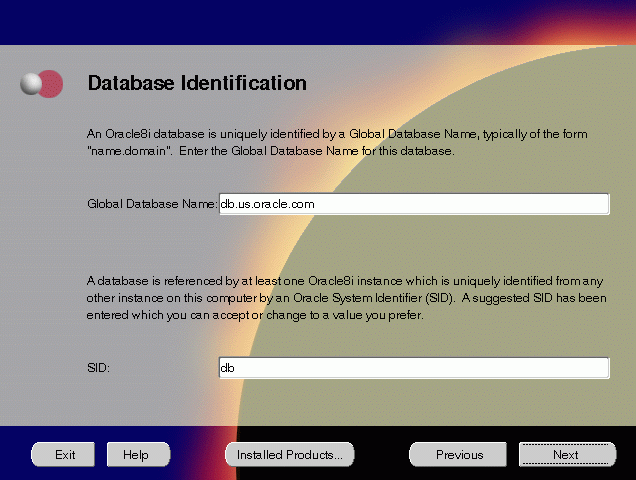 Database Identification
An Oracle8i database is uniquely identified by a Global Database Name, typically of the form
"name.domain". Enter the Global Database Name for this database.
Global Database Name: db.us.oracle.com
A database is referenced by at least one Oracle8i instance which is uniquely identified from any
other instance on this computer by an Oracle System Identifier (SID). A suggested SID has been
entered which you can accept or change to a value you prefer.
SID: db
Exit Help Installed Products... Previous Next